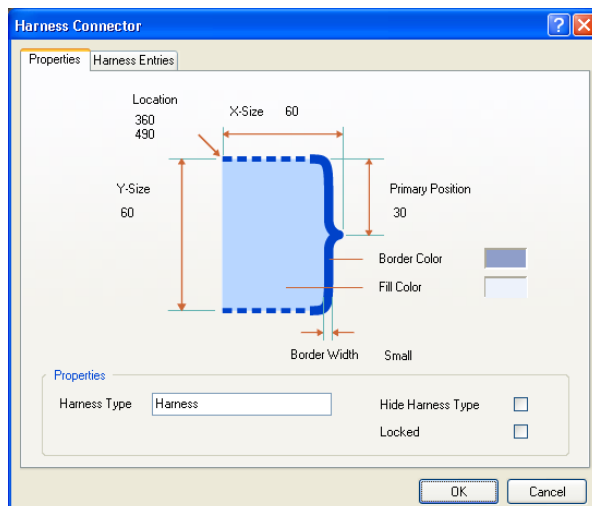 Harness Connector
Properties Harness Entries
Location
360
490
X-Size 60
Y-Size
60
Primary Position
30
Border Color
Fill Color
Border Width Small
Properties
Harness Type Harness Hide Harness Type
Locked
OK Cancel